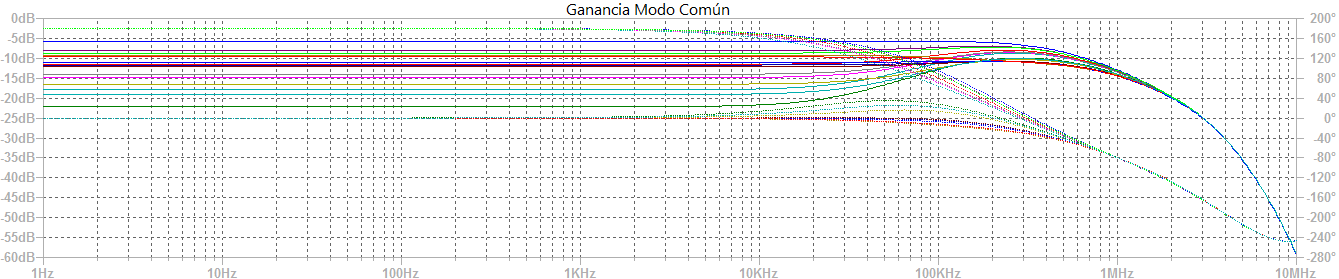 Ganancia Modo Común
0dB 200°
-5dB 160°
-10dB 120°
-15dB 80°
-20dB 40°
-25dB 0°
-30dB -40°
-35dB -80°
-40dB -120°
-45dB -160°
-50dB -200°
-55dB -240°
-60dB -280°
1Hz 10Hz 100Hz 1KHz 10KHz 100KHz 1MHz 10MHz